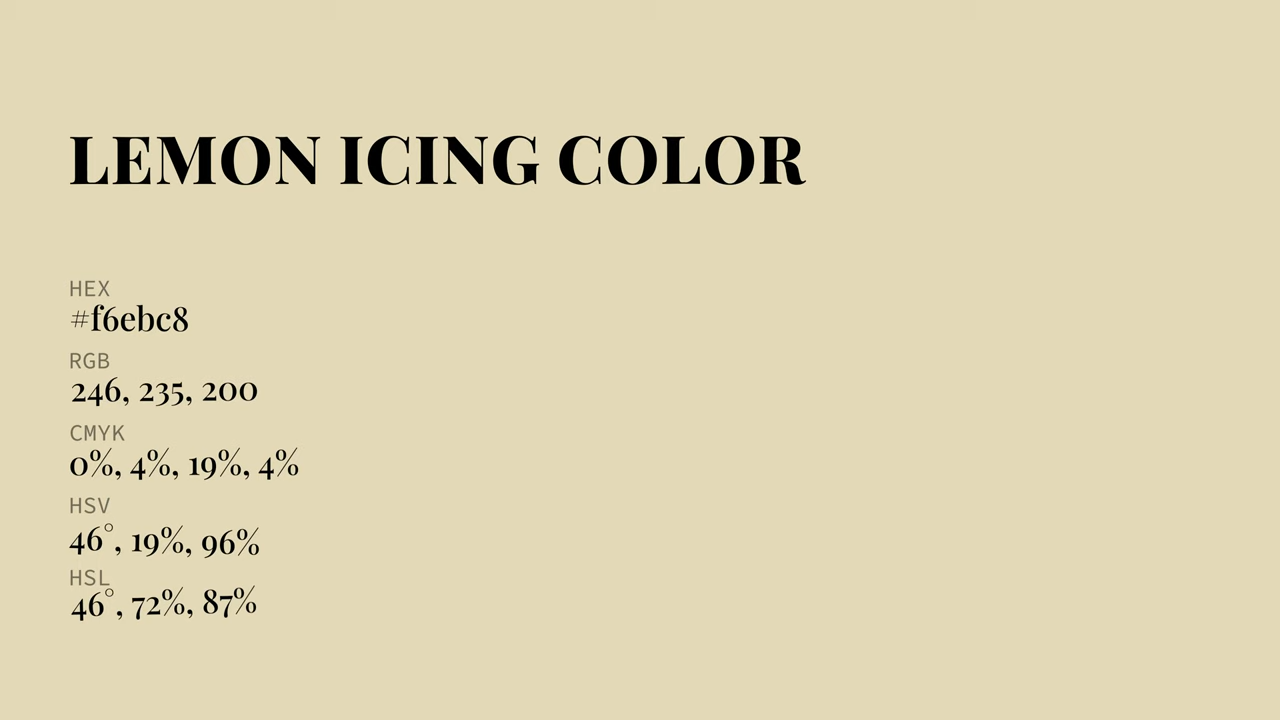 LEMON ICING COLOR
HEX
#f6ebc8
RGB
246, 235, 200
CMYK
0%, 4%, 19%, 4%
HSV
46°, 19%, 96%
HSL
46°, 72%, 87%